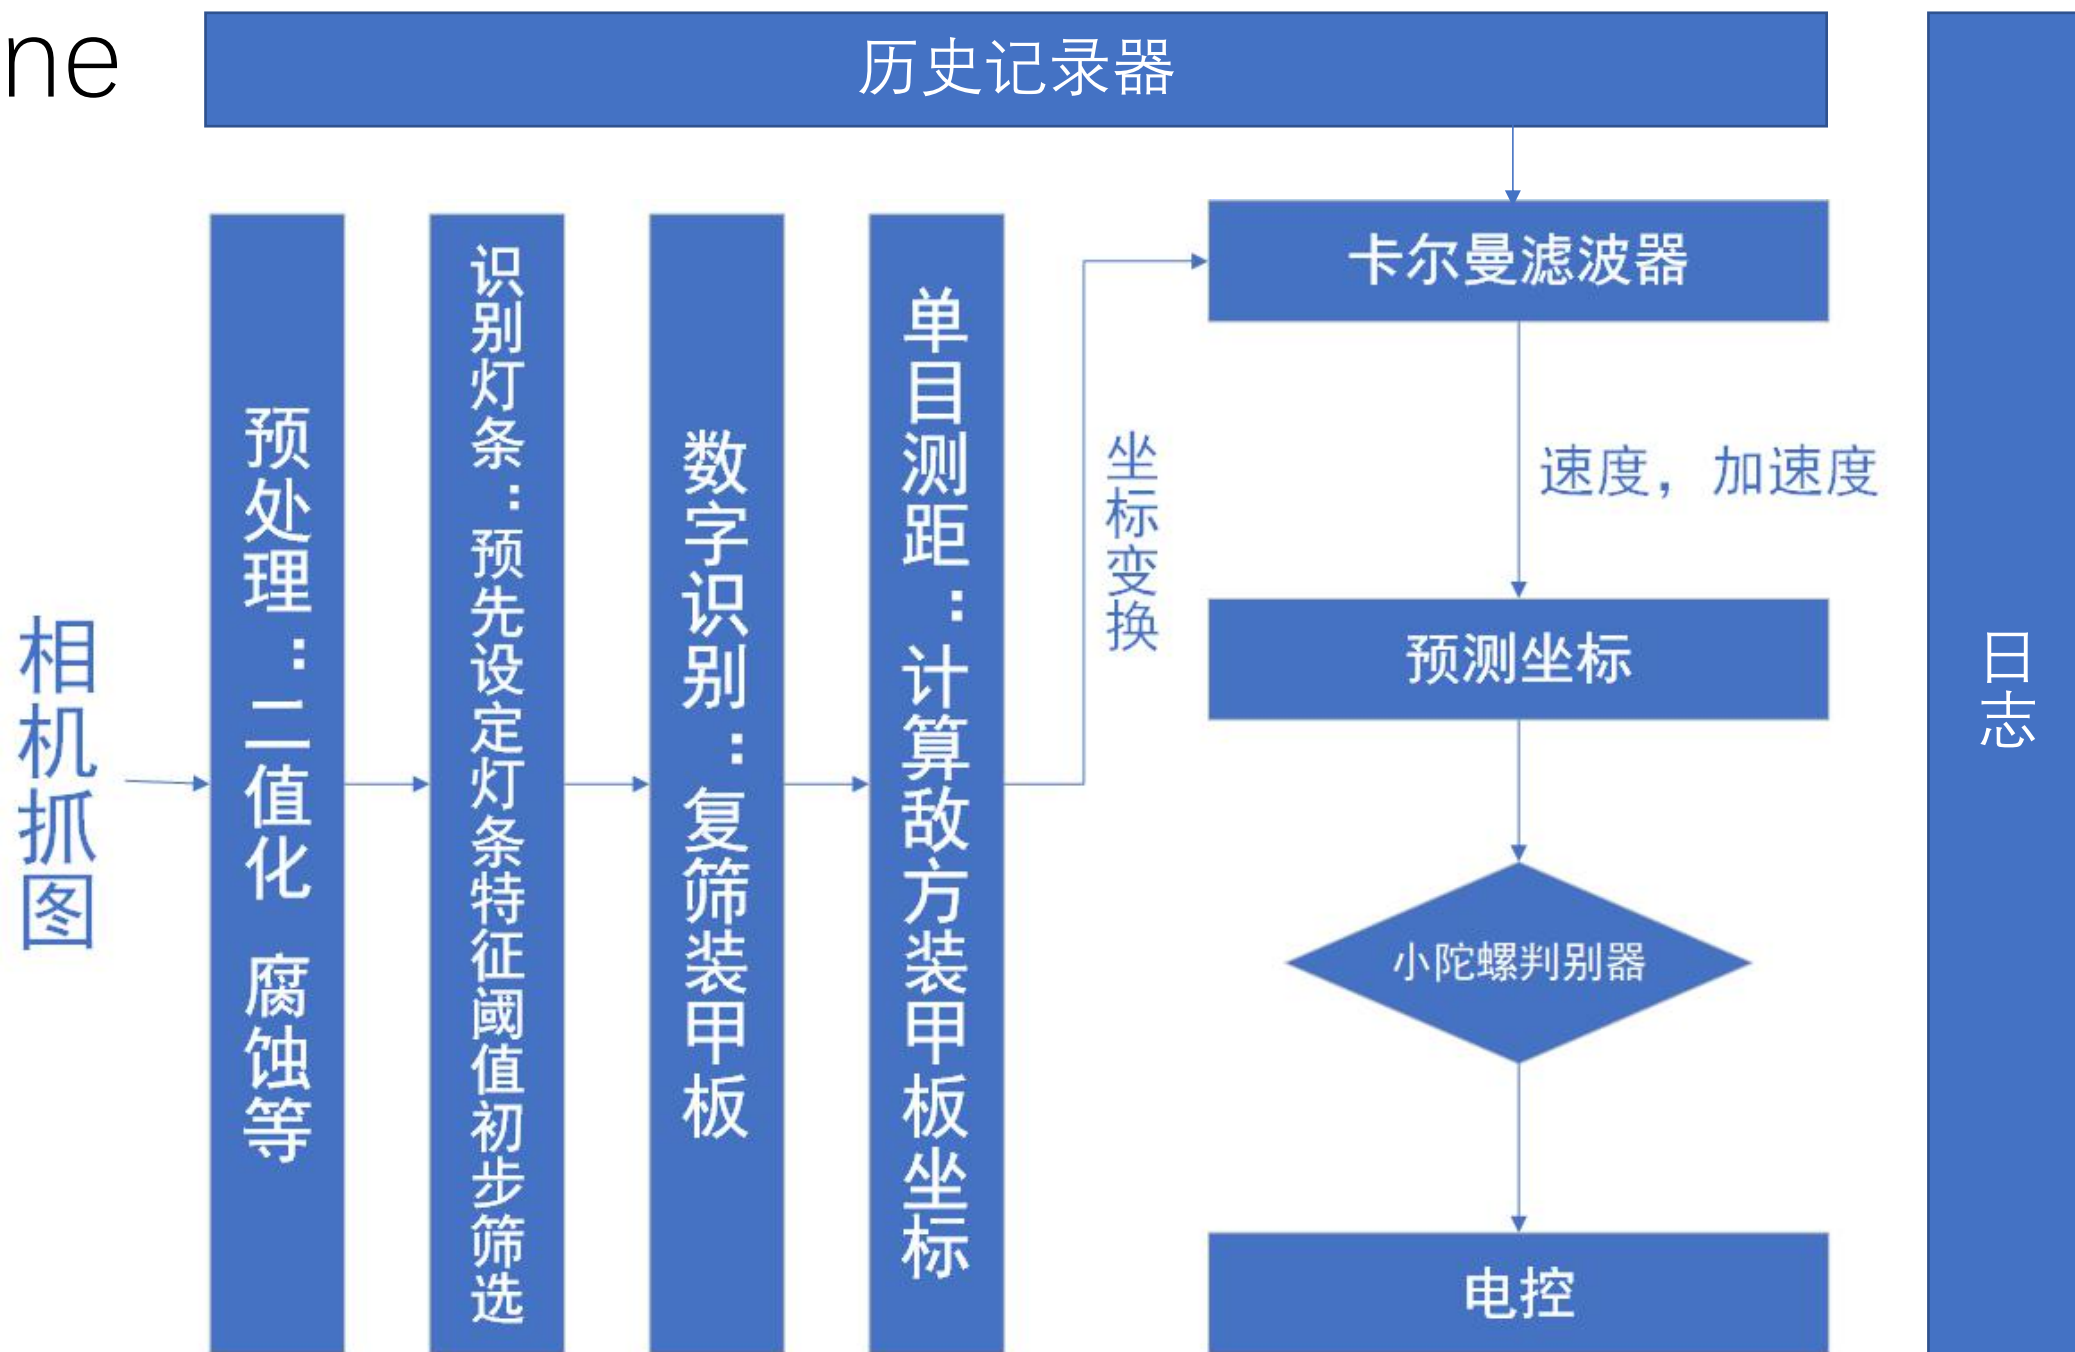 ne
历史记录器
相机抓图
预处理：二值化 腐蚀等
识别灯条：预先设定灯条特征阈值初步筛选
数字识别：复筛装甲板
单目测距：计算敌方装甲板坐标
坐标变换
卡尔曼滤波器
速度，加速度
预测坐标
小陀螺判别器
电控
日志